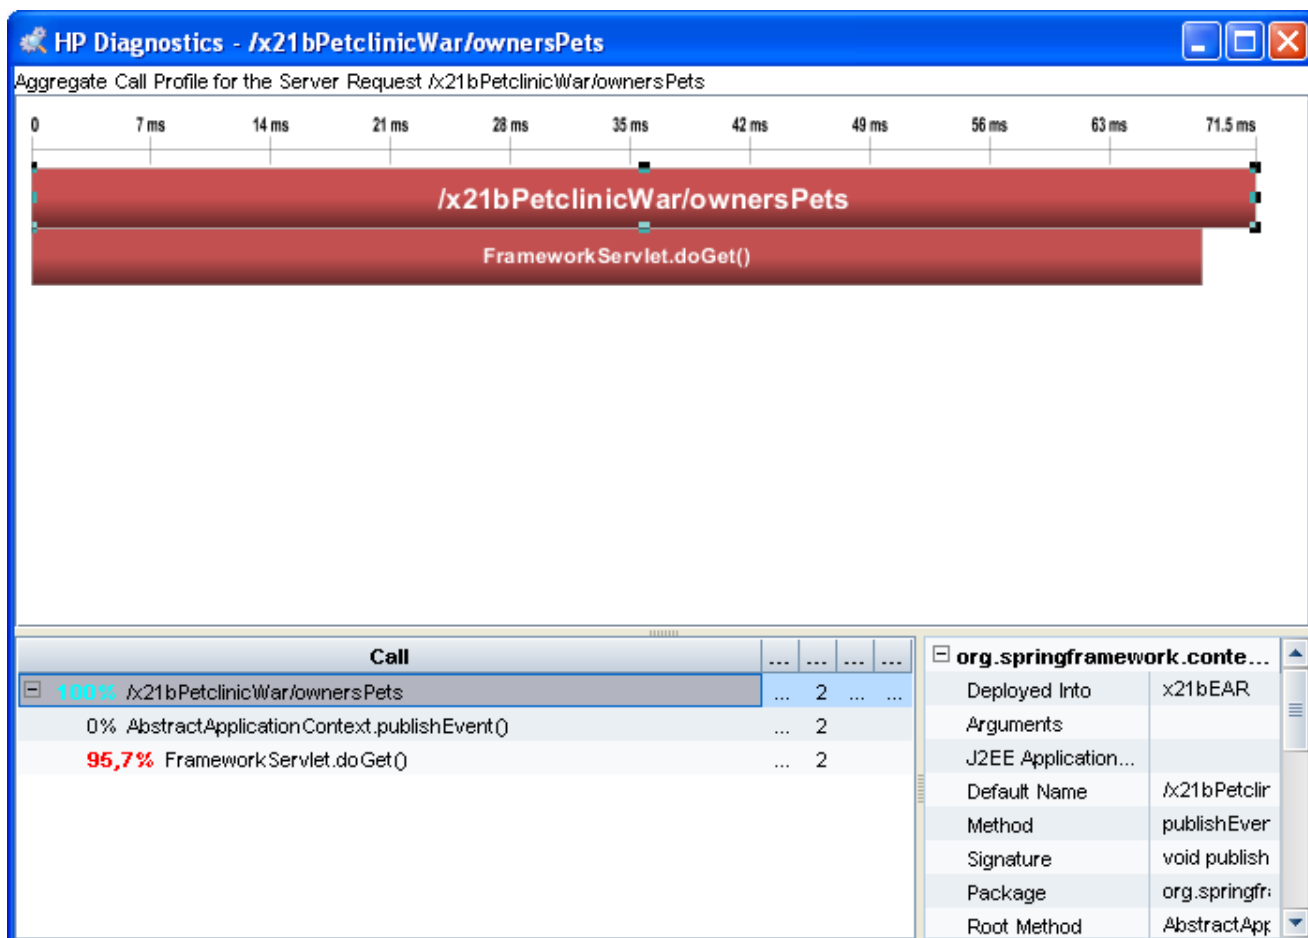 HP Diagnostics - /x21bPetclinicWar/ownersPets
Aggregate Call Profile for the Server Request /x21bPetclinicWar/ownersPets
0 7 ms 14 ms 21 ms 28 ms 35 ms 42 ms 49 ms 56 ms 63 ms 71.5 ms
/x21bPetclinicWar/ownersPets
FrameworkServlet.doGet()
Call ... ... ... ...
100% /x21bPetclinicWar/ownersPets ... 2 ... ...
0% AbstractApplicationContext.publishEvent() ... 2
95,7% FrameworkServlet.doGet() ... 2
org.springframework.conte...
Deployed Into x21bEAR
Arguments
J2EE Application...
Default Name /x21bPetclin
Method publishEven
Signature void publish
Package org.springfra
Root Method AbstractApp